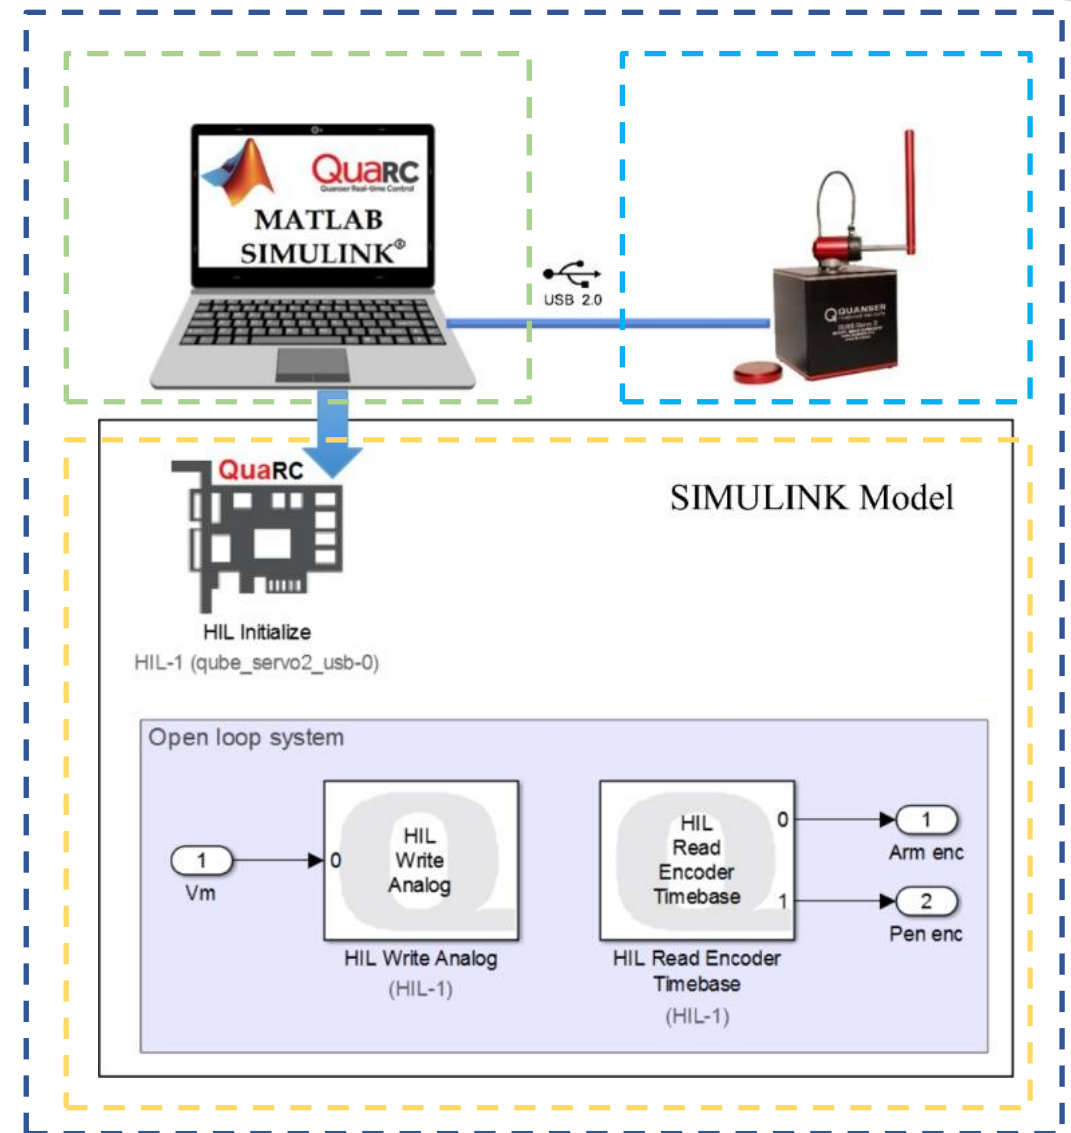 QUARC
Quanser Real-time Control
MATLAB
SIMULINK®
USB 2.0
QUANSER
QuaRC
SIMULINK Model
HIL Initialize
HIL-1 (qube_servo2_usb-0)
Open loop system
1
Vm
0
HIL
Write
Analog
HIL Write Analog
(HIL-1)
HIL
Read
Encoder
Timebase
0
1
HIL Read Encoder
Timebase
(HIL-1)
1
Arm enc
2
Pen enc